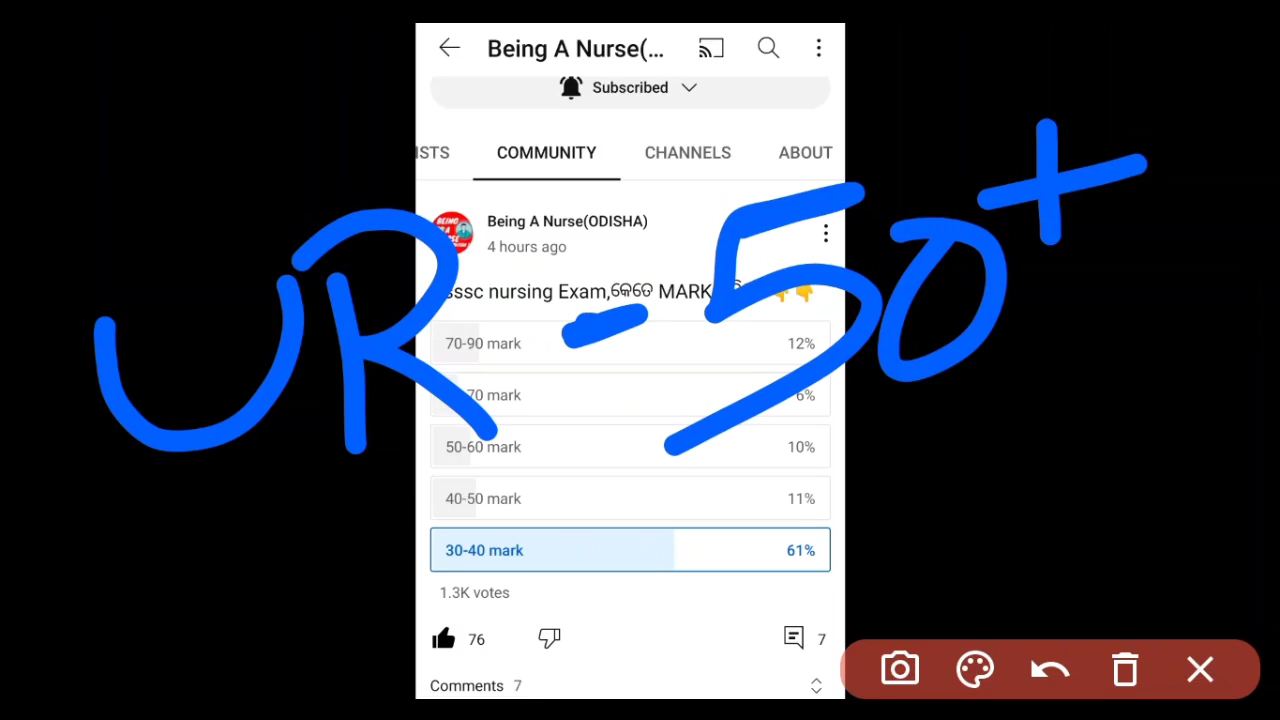 Being A Nurse(...
Subscribed
ISTS COMMUNITY CHANNELS ABOUT
Being A Nurse(ODISHA)
4 hours ago
sssc nursing Exam,କେତେ MARK 👇👇
UR - 50+
70-90 mark 12%
70 mark 6%
50-60 mark 10%
40-50 mark 11%
30-40 mark 61%
1.3K votes
76 7
Comments 7